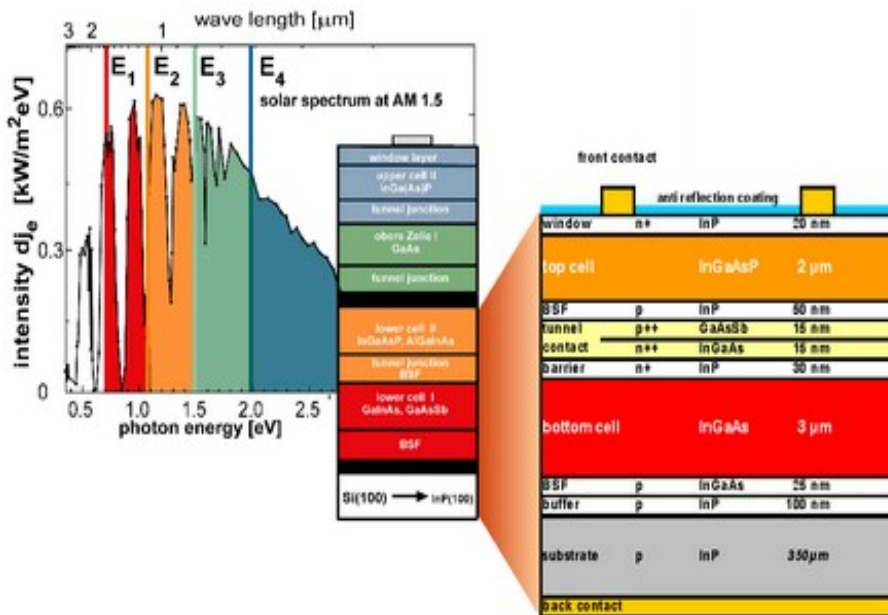 wave length [µm]
3 2 1
E1 E2 E3 E4
solar spectrum at AM 1.5
intensity dje [kW/m²eV]
0.6
0.3
0
0.5 1.0 1.5 2.0 2.5
photon energy [eV]
window layer
upper cell II
InGa(As)P
tunnel junction
obere Zelle I
GaAs
tunnel junction
lower cell II
InGaAsP, AlGaInAs
tunnel junction
BSF
lower cell I
GaInAs, GaAsSb
BSF
Si(100) → InP(100)
front contact
anti reflection coating
window n+ InP 20 nm
top cell InGaAsP 2 µm
BSF p InP 50 nm
tunnel p++ GaAsSb 15 nm
contact n++ InGaAs 15 nm
barrier n+ InP 30 nm
bottom cell InGaAs 3 µm
BSF p InGaAs 25 nm
buffer p InP 100 nm
substrate p InP 350µm
back contact